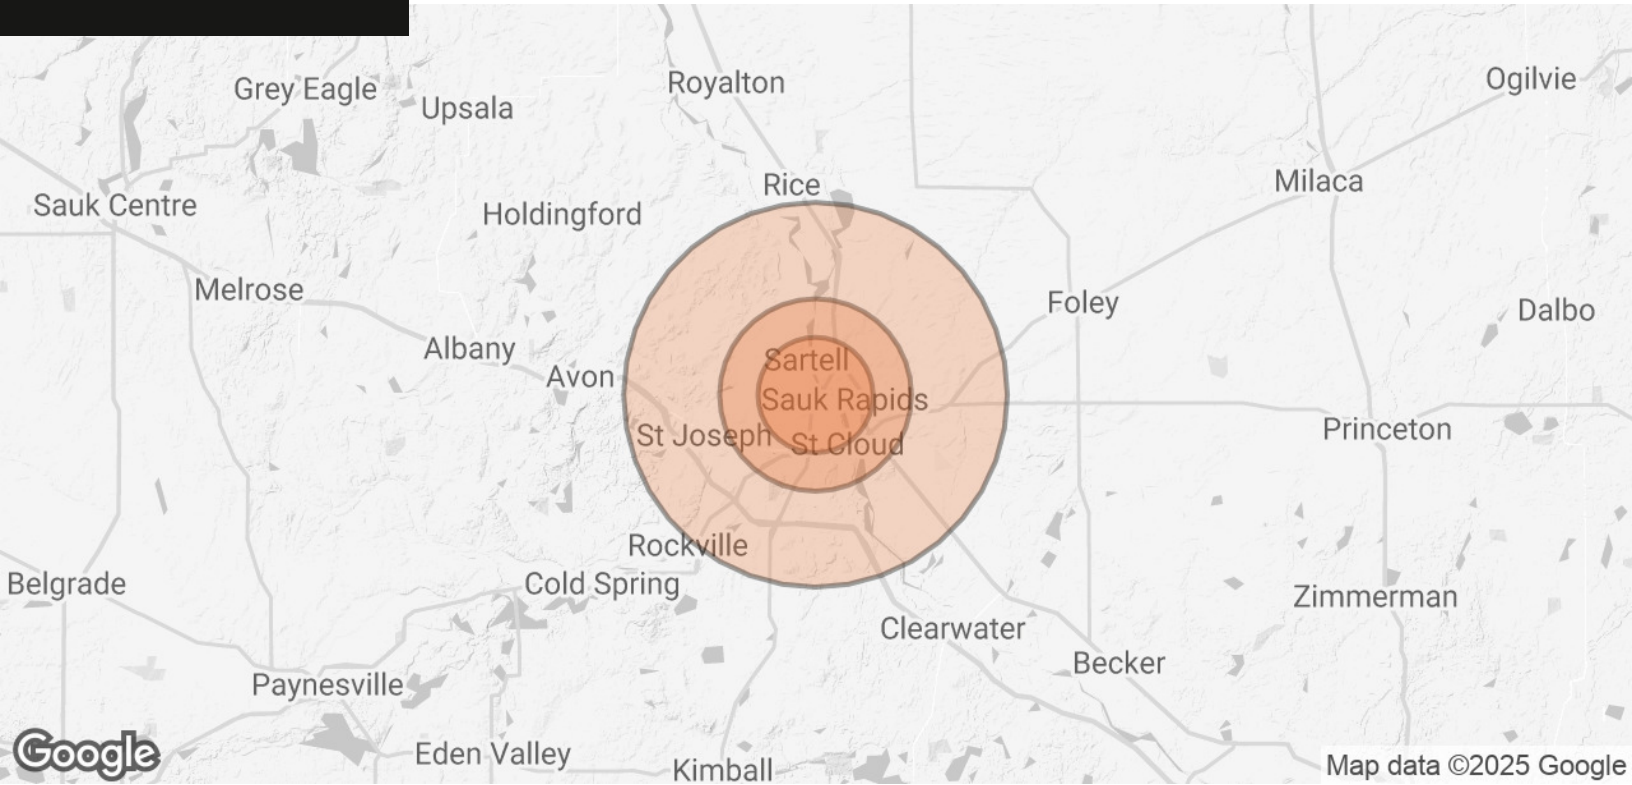 Ogilvie
Royalton
Grey Eagle
Upsala
Milaca
Rice
Sauk Centre
Holdingford
Melrose
Foley
Dalbo
Albany
Sartell
Avon
Sauk Rapids
Princeton
St Joseph
St Cloud
Rockville
Belgrade
Cold Spring
Zimmerman
Clearwater
Becker
Paynesville
Google
Eden Valley
Kimball
Map data ©2025 Google